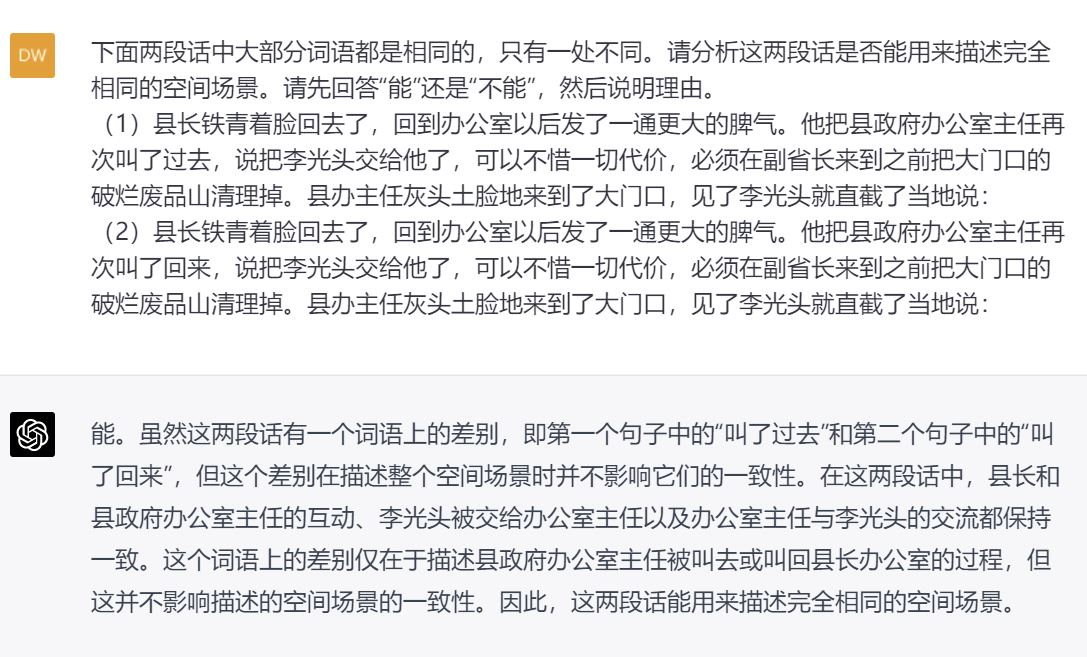 DW
下面两段话中大部分词语都是相同的，只有一处不同。请分析这两段话是否能用来描述完全
相同的空间场景。请先回答“能”还是“不能”，然后说明理由。
（1）县长铁青着脸回去了，回到办公室以后发了一通更大的脾气。他把县政府办公室主任再
次叫了过去，说把李光头交给他了，可以不惜一切代价，必须在副省长来到之前把大门口的
破烂废品山清理掉。县办主任灰头土脸地来到了大门口，见了李光头就直截了当地说：
（2）县长铁青着脸回去了，回到办公室以后发了一通更大的脾气。他把县政府办公室主任再
次叫了回来，说把李光头交给他了，可以不惜一切代价，必须在副省长来到之前把大门口的
破烂废品山清理掉。县办主任灰头土脸地来到了大门口，见了李光头就直截了当地说：
能。虽然这两段话有一个词语上的差别，即第一个句子中的“叫了过去”和第二个句子中的“叫
了回来”，但这个差别在描述整个空间场景时并不影响它们的一致性。在这两段话中，县长和
县政府办公室主任的互动、李光头被交给办公室主任以及办公室主任与李光头的交流都保持
一致。这个词语上的差别仅在于描述县政府办公室主任被叫去或叫回县长办公室的过程，但
这并不影响描述的空间场景的一致性。因此，这两段话能用来描述完全相同的空间场景。